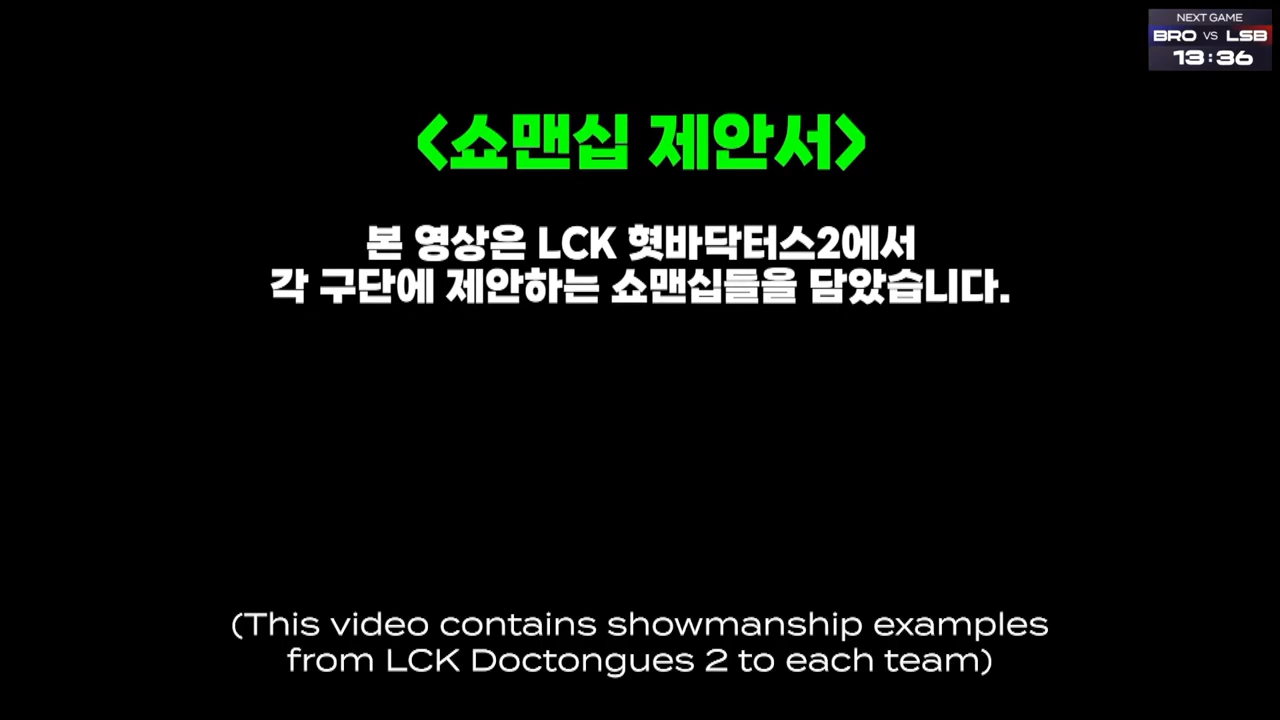 NEXT GAME
BRO VS LSB
13:36
<쇼맨십 제안서>
본 영상은 LCK 혓바닥터스2에서
각 구단에 제안하는 쇼맨십들을 담았습니다.
(This video contains showmanship examples
from LCK Doctongues 2 to each team)